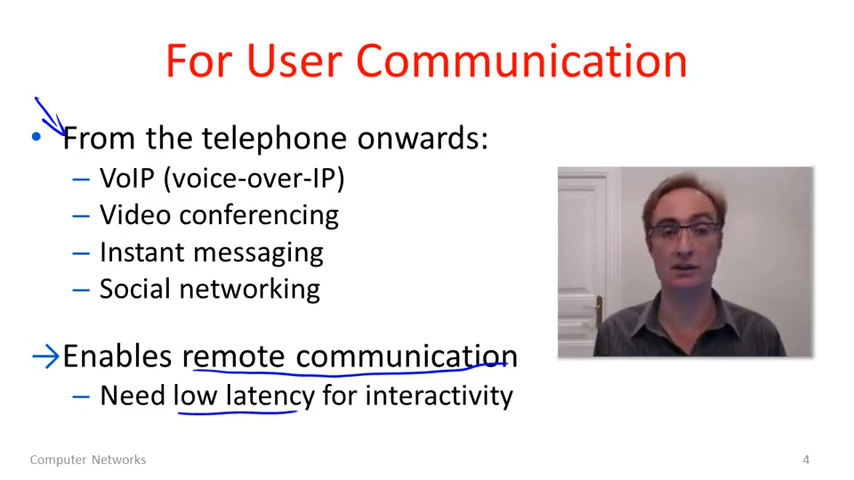 For User Communication
• From the telephone onwards:
– VoIP (voice-over-IP)
– Video conferencing
– Instant messaging
– Social networking
→Enables remote communication
– Need low latency for interactivity
Computer Networks
4